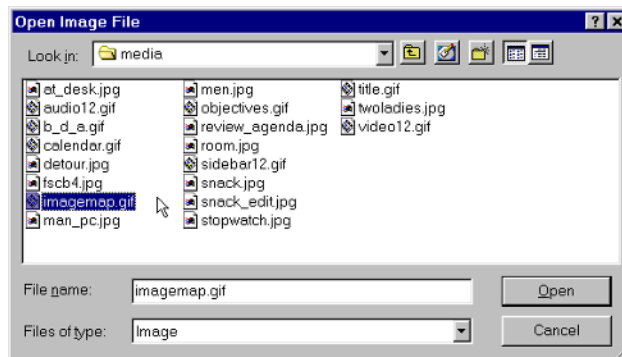 Open Image File
Look in: media
at_desk.jpg
audio12.gif
b_d_a.gif
calendar.gif
detour.jpg
fscb4.jpg
imagemap.gif
man_pc.jpg
men.jpg
objectives.gif
review_agenda.jpg
room.jpg
sidebar12.gif
snack.jpg
snack_edit.jpg
stopwatch.jpg
title.gif
twoladies.jpg
video12.gif
File name: imagemap.gif
Open
Files of type: Image
Cancel